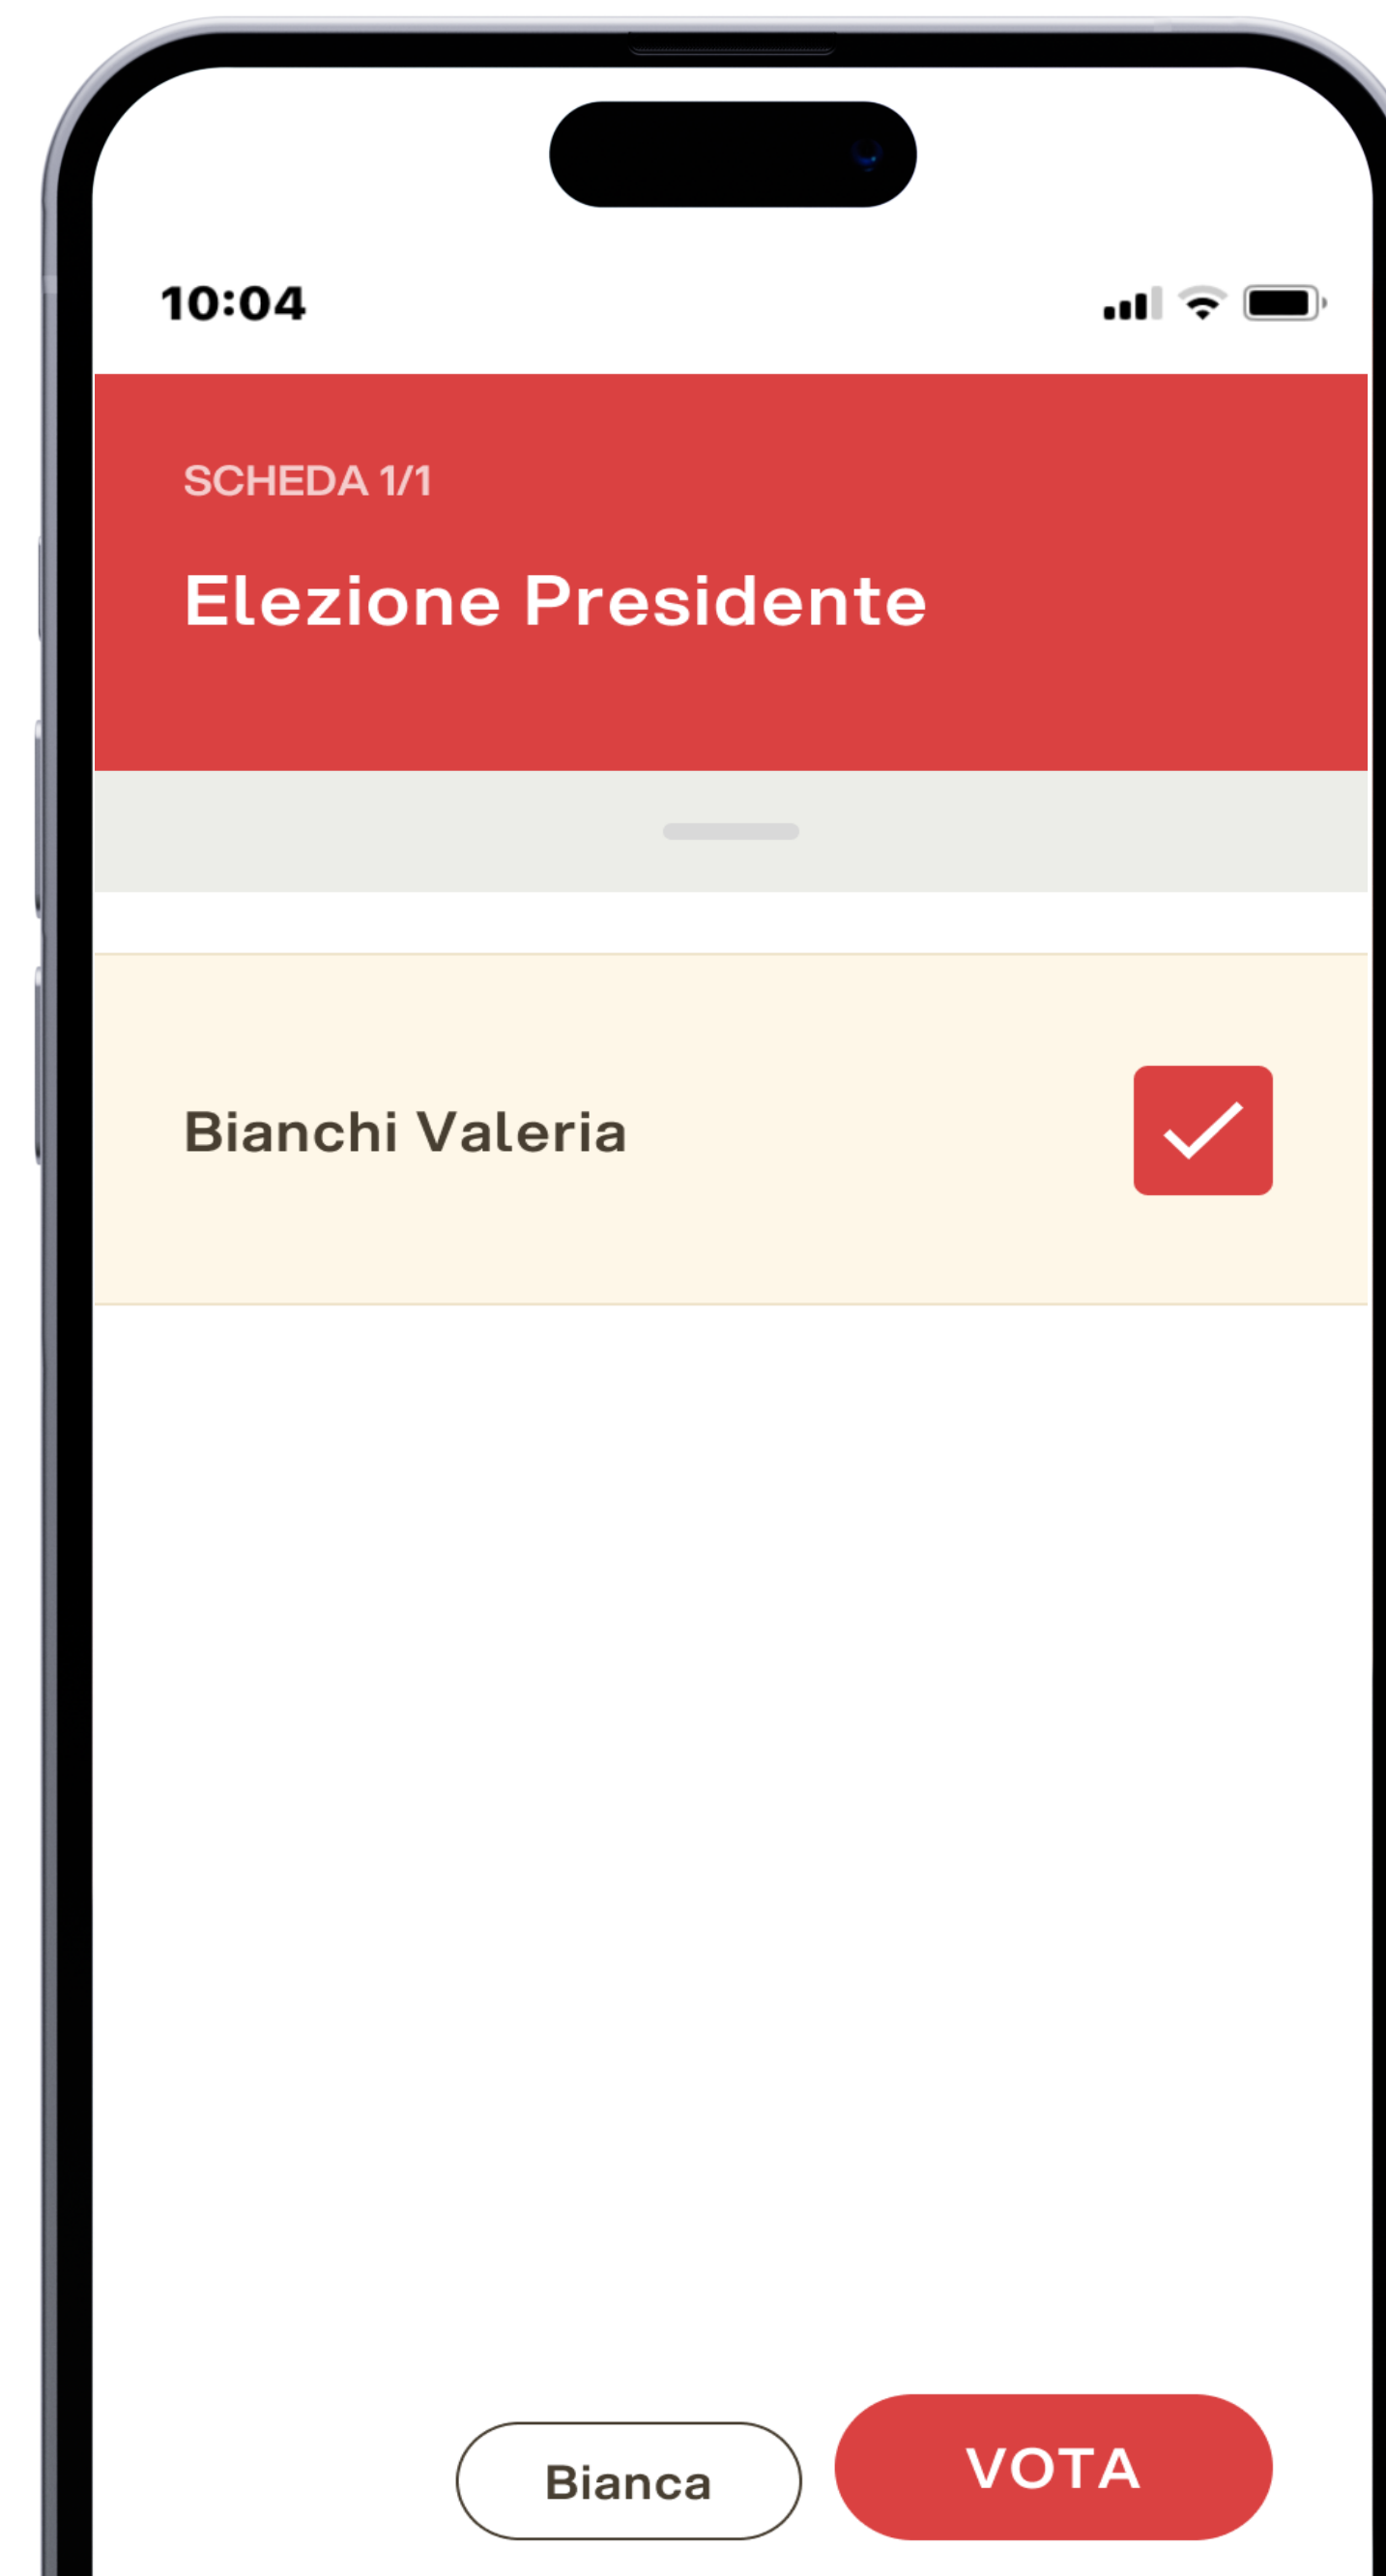 10:04
SCHEDA 1/1
Elezione Presidente
Bianchi Valeria
Bianca
VOTA